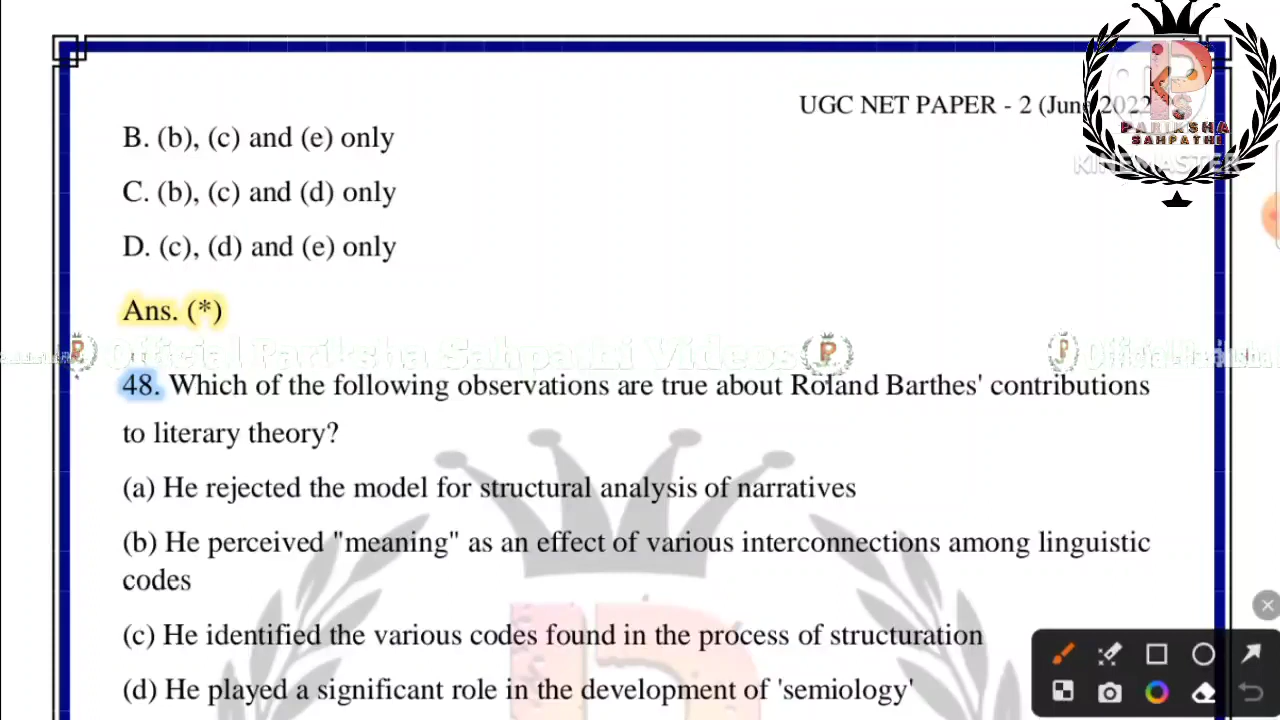 UGC NET PAPER - 2 (June 2022
PARIKSHA
SAHPATHI
KINEMASTER
B. (b), (c) and (e) only
C. (b), (c) and (d) only
D. (c), (d) and (e) only
Ans. (*)
Official Pariksha Sahpathi Videos
48. Which of the following observations are true about Roland Barthes' contributions
to literary theory?
(a) He rejected the model for structural analysis of narratives
(b) He perceived "meaning" as an effect of various interconnections among linguistic
codes
(c) He identified the various codes found in the process of structuration
(d) He played a significant role in the development of 'semiology'